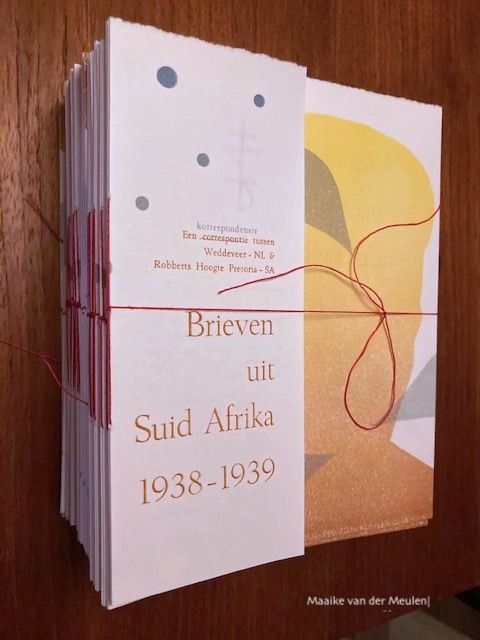 korrespondensie
Een correspontie tussen
Weddeveer - NL &
Robberts Hoogte Pretoria - SA
Brieven
uit
Suid Afrika
1938-1939
Maaike van der Meulen|